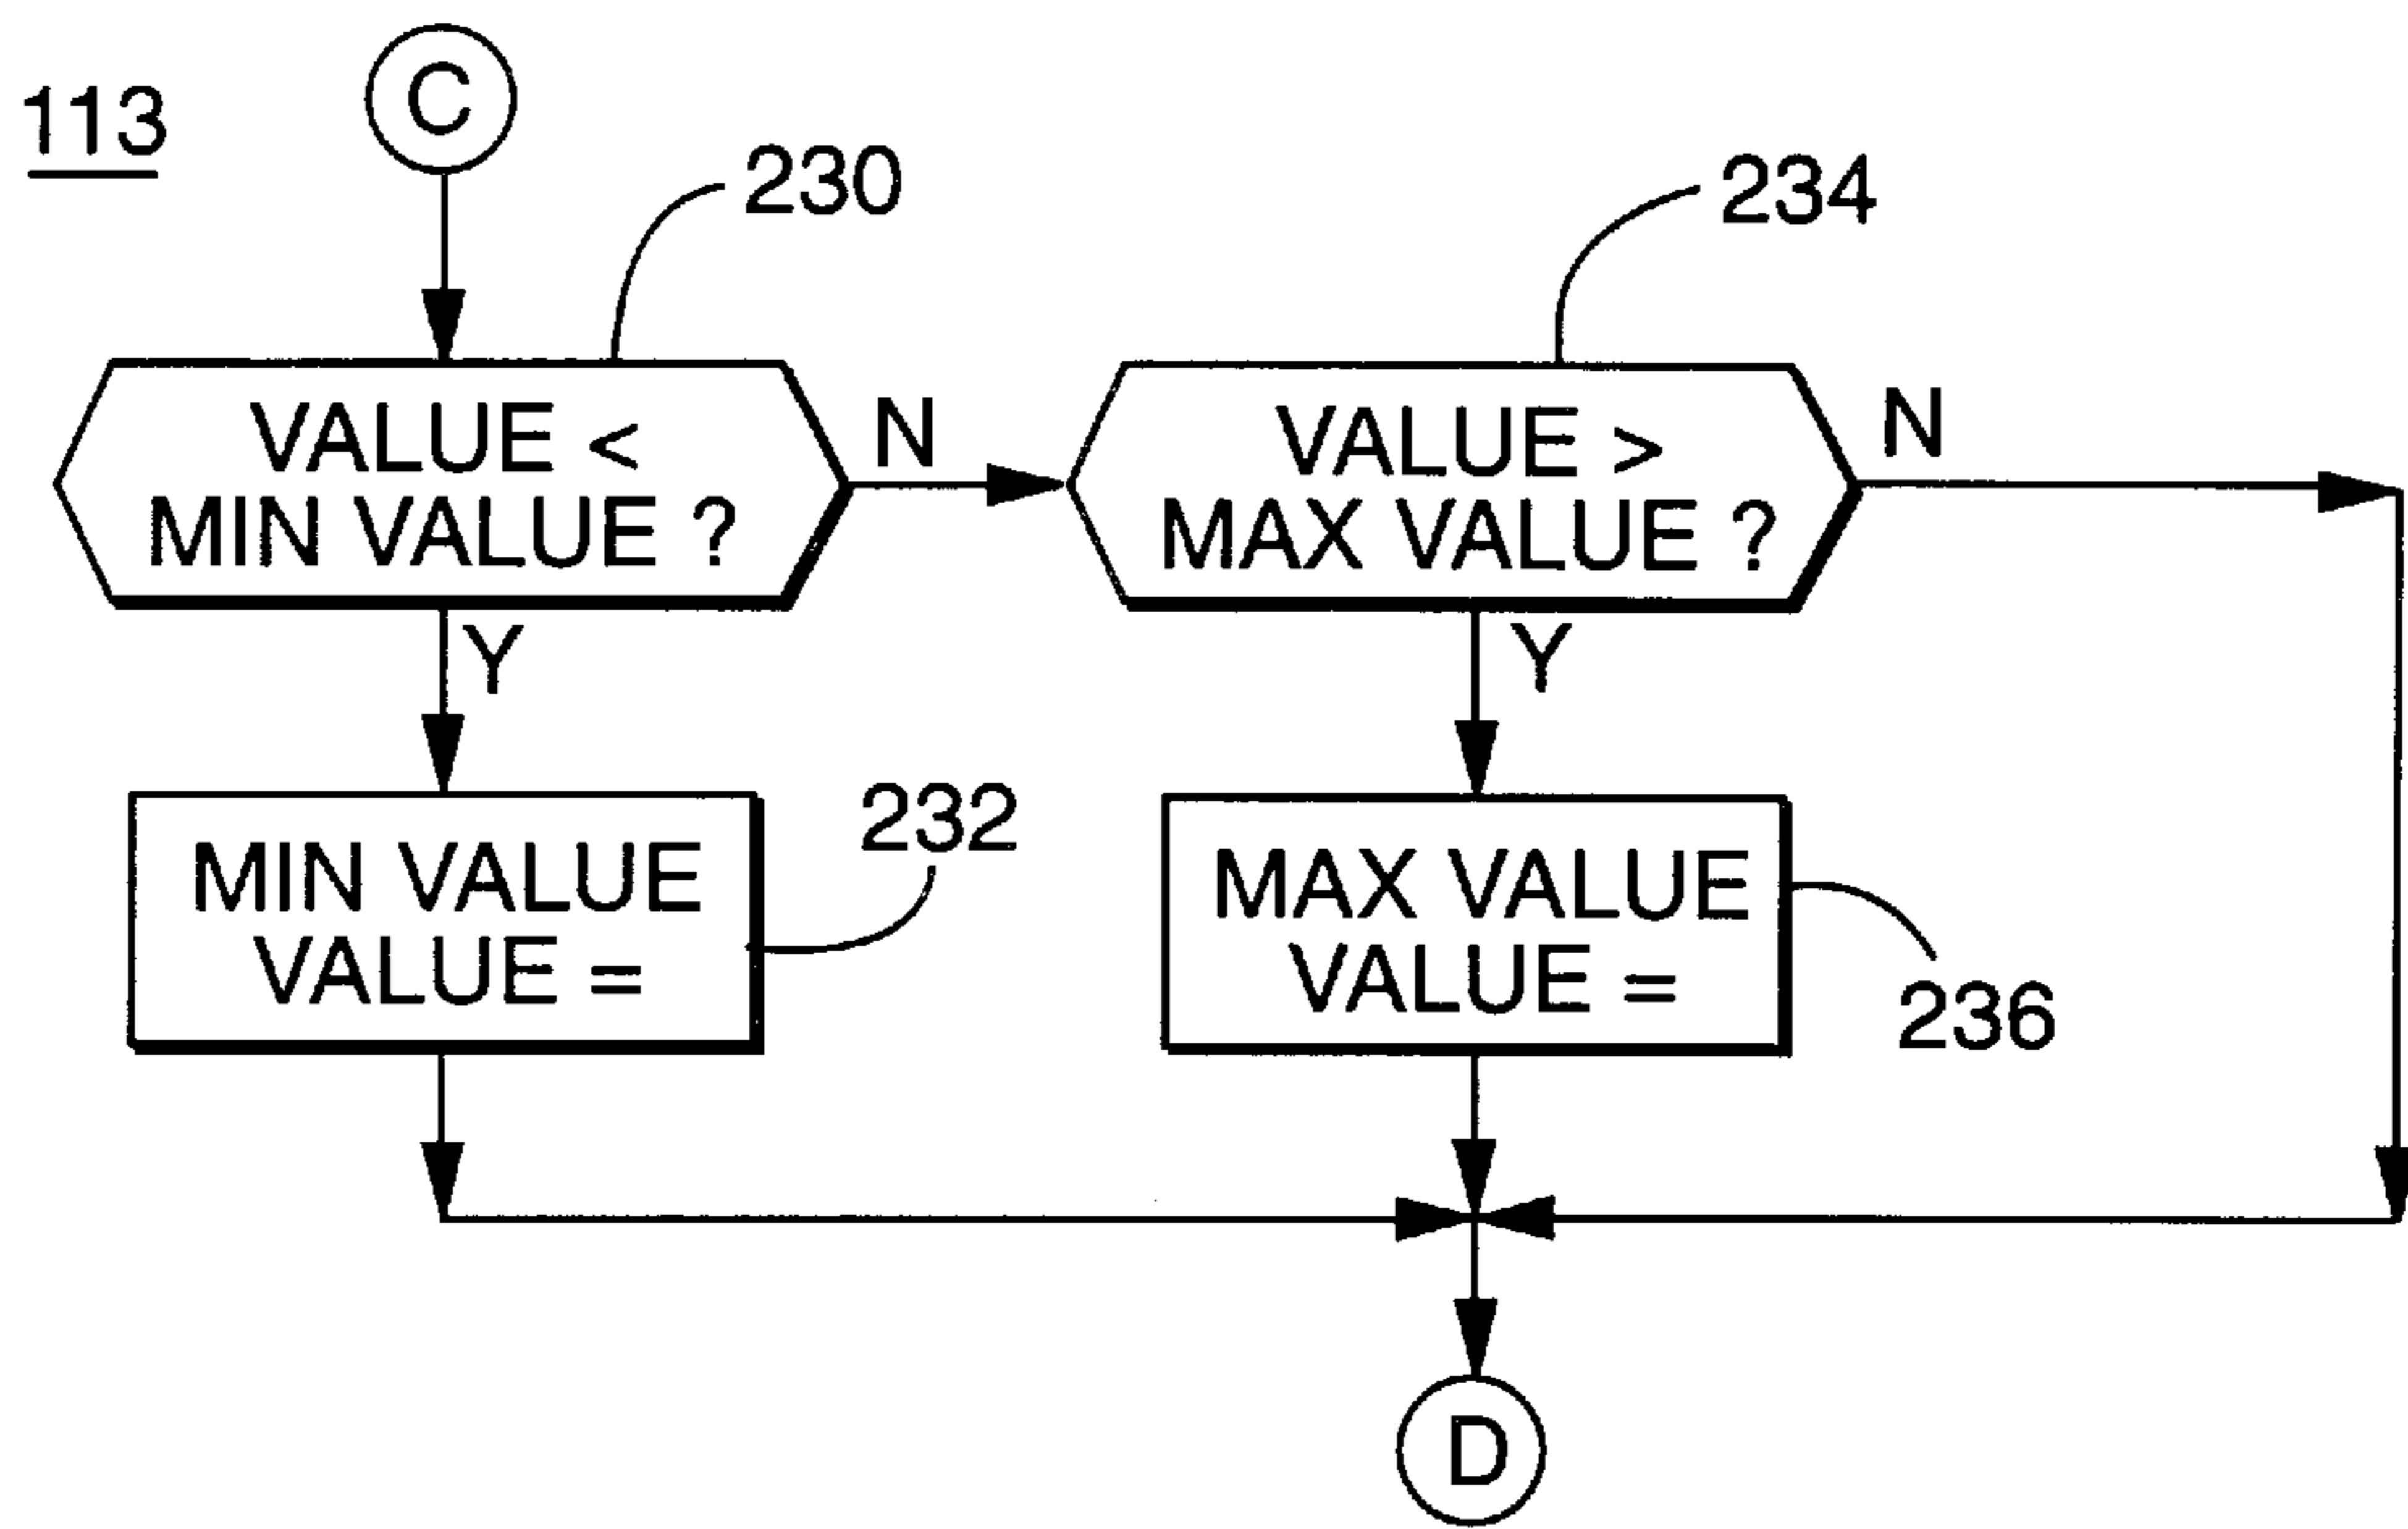 113
C
230
234
VALUE <
MIN VALUE ?
N
VALUE >
MAX VALUE ?
N
Y
Y
MIN VALUE
VALUE =
232
MAX VALUE
VALUE =
236
D